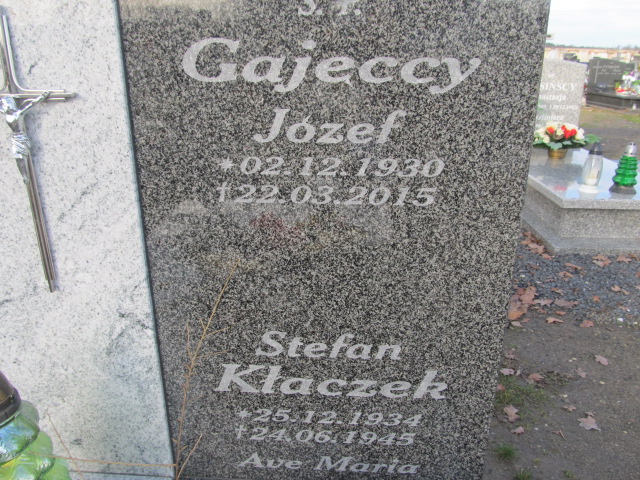 Ś. P.
Gajeccy
Józef
*02.12.1930
†22.03.2015
Stefan
Klaczek
*25.12.1934
†24.06.1945
Ave Maria